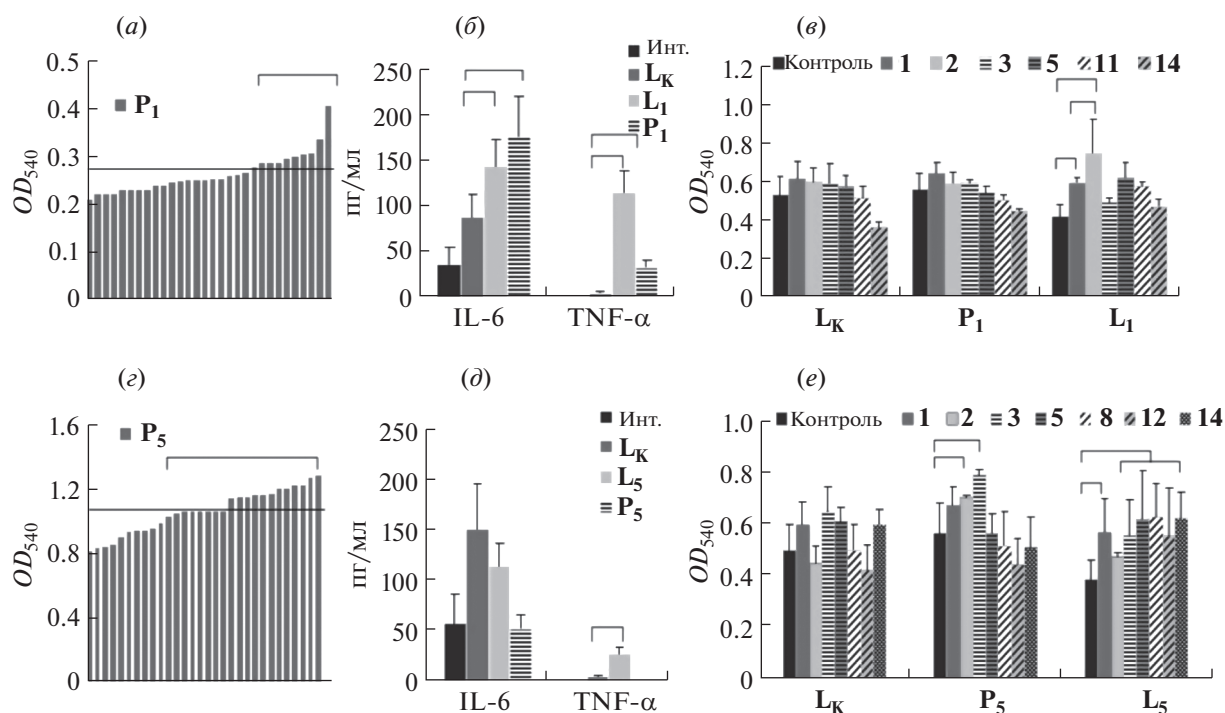 (а)
OD540
0.5
0.4
0.3
0.2
0.1
0
P1
(б)
пг/мл
250
200
150
100
50
0
Инт.
LK
L1
P1
IL-6 TNF-α
(в)
OD540
1.2
1.0
0.8
0.6
0.4
0.2
0
Контроль 1 2 3 5 11 14
LK P1 L1
(г)
OD540
1.6
1.2
0.8
0.4
0
P5
(д)
пг/мл
250
200
150
100
50
0
Инт.
LK
L5
P5
IL-6 TNF-α
(е)
OD540
1.0
0.8
0.6
0.4
0.2
0
Контроль 1 2 3 5 8 12 14
LK P5 L5